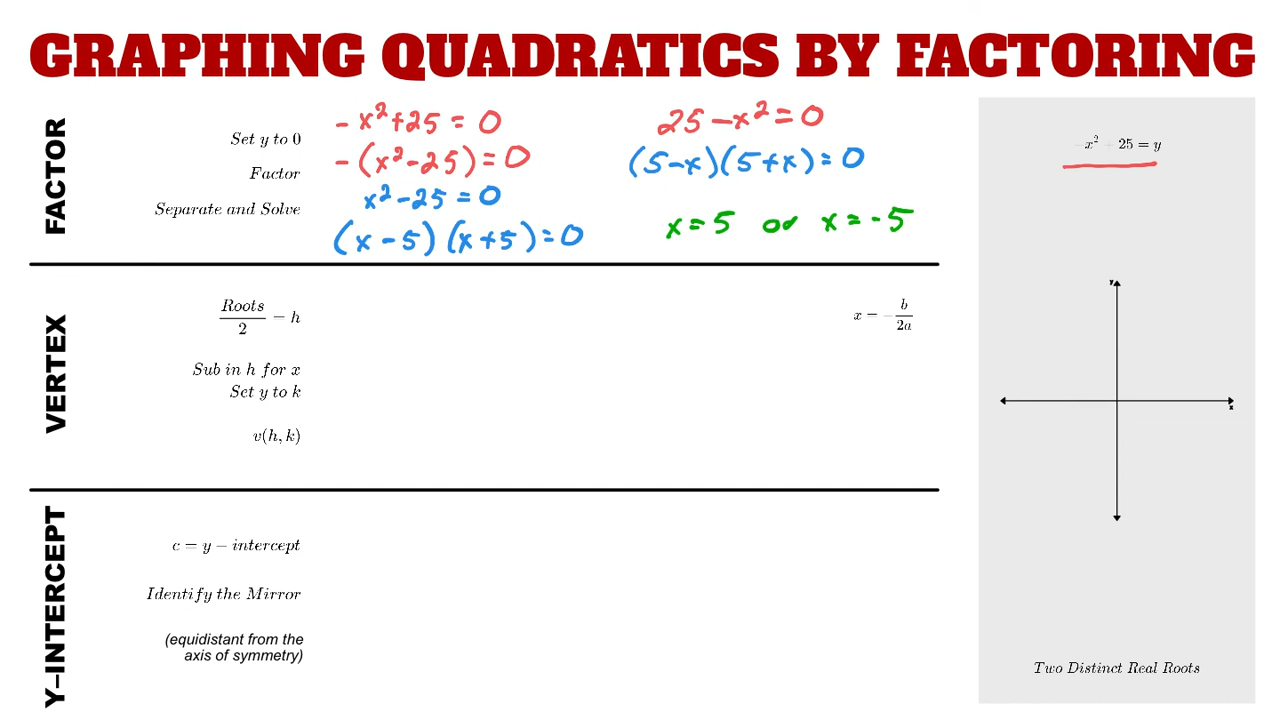 GRAPHING QUADRATICS BY FACTORING
FACTOR
Set y to 0
Factor
Separate and Solve
-x²+25=0
-(x²-25)=0
x²-25=0
(x-5)(x+5)=0
25-x²=0
(5-x)(5+x)=0
x=5 or x=-5
VERTEX
Roots/2 = h
Sub in h for x
Set y to k
v(h, k)
x = -b/2a
Y-INTERCEPT
c = y - intercept
Identify the Mirror
(equidistant from the
axis of symmetry)
-x² + 25 = y
y
x
Two Distinct Real Roots